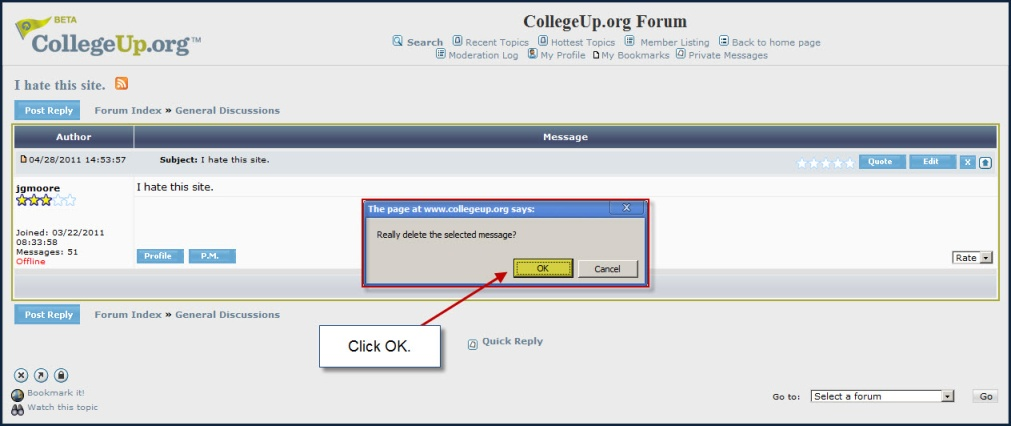 BETA
CollegeUp.org™
CollegeUp.org Forum
Search Recent Topics Hottest Topics Member Listing Back to home page
Moderation Log My Profile My Bookmarks Private Messages
I hate this site.
Post Reply Forum Index » General Discussions
Author Message
04/28/2011 14:53:57 Subject: I hate this site. Quote Edit X
jgmoore
I hate this site.
Joined: 03/22/2011
08:33:58
Messages: 51
Offline
Profile P.M.
Rate
The page at www.collegeup.org says: X
Really delete the selected message?
OK Cancel
Post Reply Forum Index » General Discussions
Click OK.
Quick Reply
Bookmark it!
Watch this topic
Go to: Select a forum Go